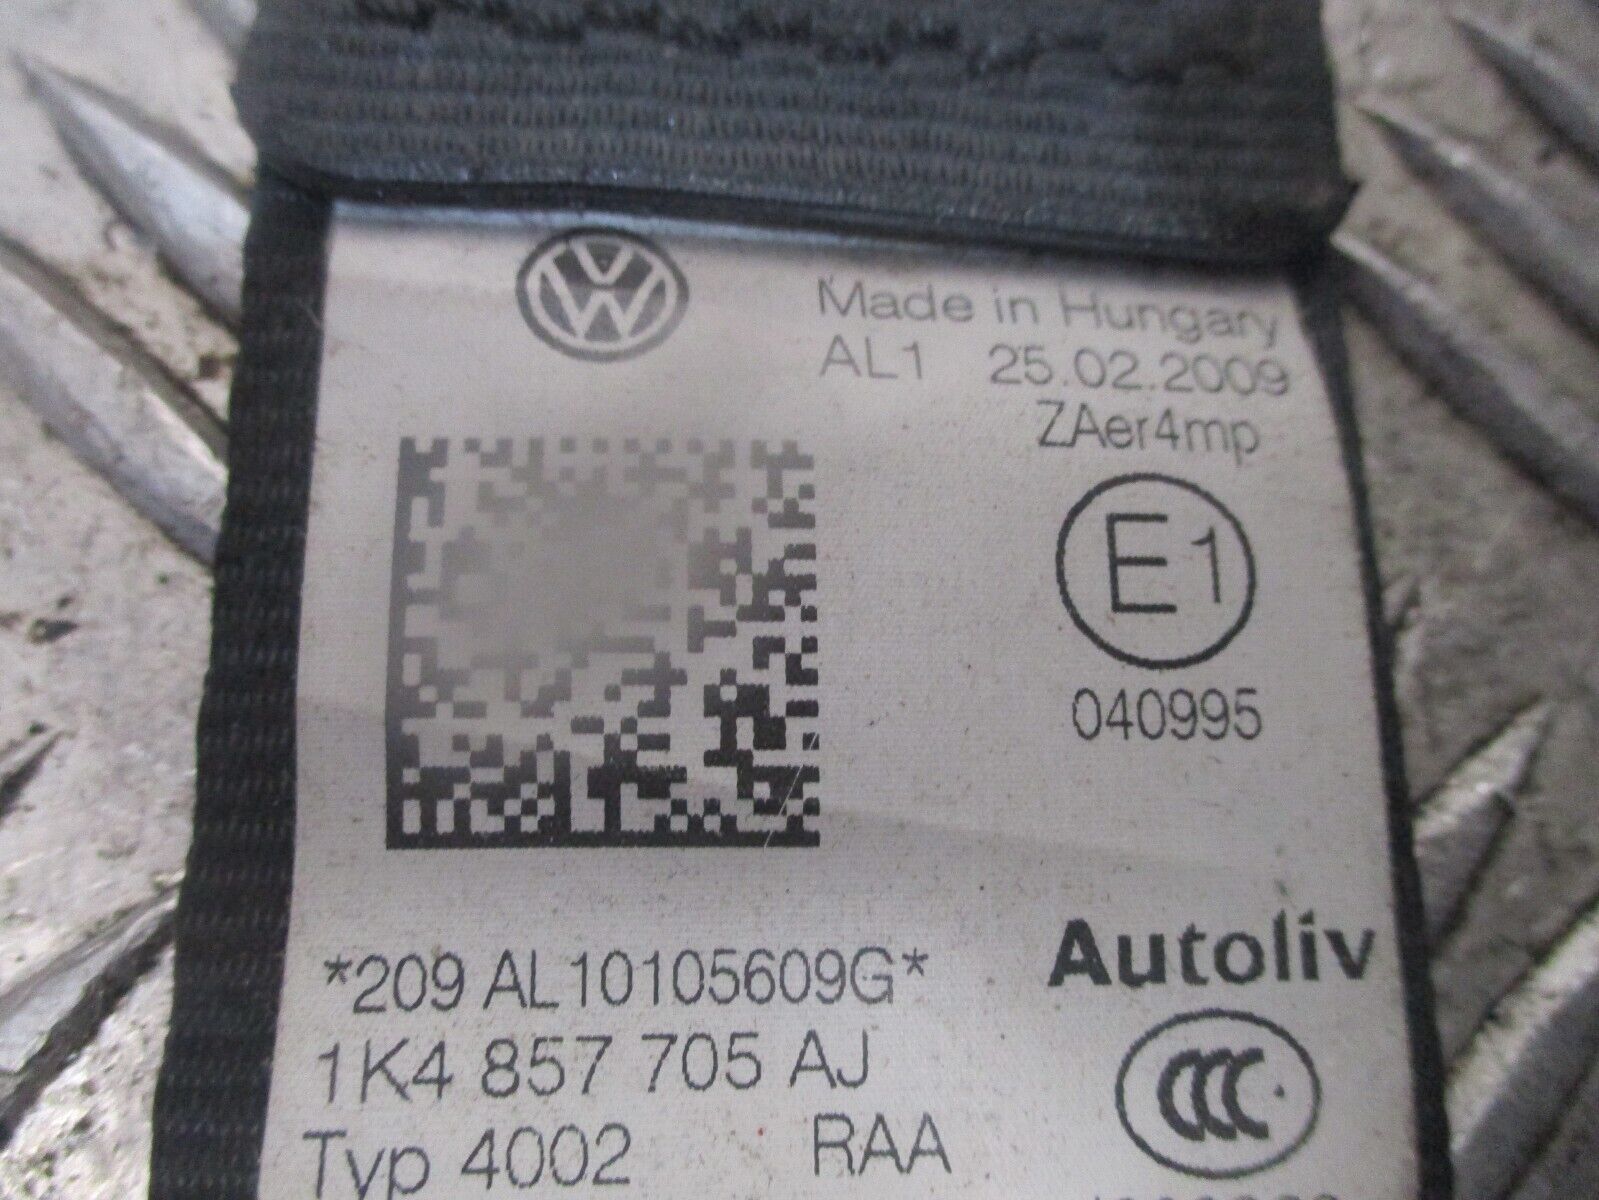 Made in Hungary
AL1 25.02.2009
ZAer4mp
E1
040995
*209 AL10105609G*
Autoliv
1K4 857 705 AJ
CCC
Typ 4002 RAA